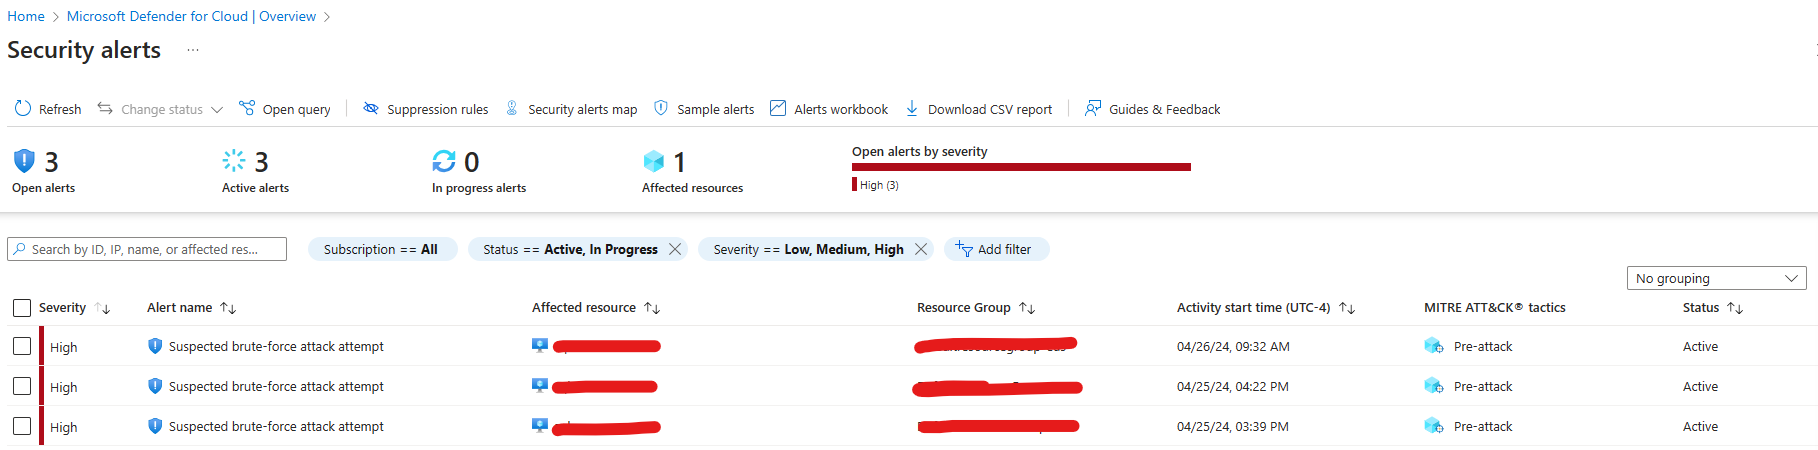 Home > Microsoft Defender for Cloud | Overview >
Security alerts ...
Refresh Change status Open query Suppression rules Security alerts map Sample alerts Alerts workbook Download CSV report Guides & Feedback
3 3 0 1
Open alerts Active alerts In progress alerts Affected resources
Open alerts by severity
High (3)
Search by ID, IP, name, or affected res... Subscription == All Status == Active, In Progress Severity == Low, Medium, High Add filter
No grouping
Severity Alert name Affected resource Resource Group Activity start time (UTC-4) MITRE ATT&CK® tactics Status
High Suspected brute-force attack attempt 04/26/24, 09:32 AM Pre-attack Active
High Suspected brute-force attack attempt 04/25/24, 04:22 PM Pre-attack Active
High Suspected brute-force attack attempt 04/25/24, 03:39 PM Pre-attack Active